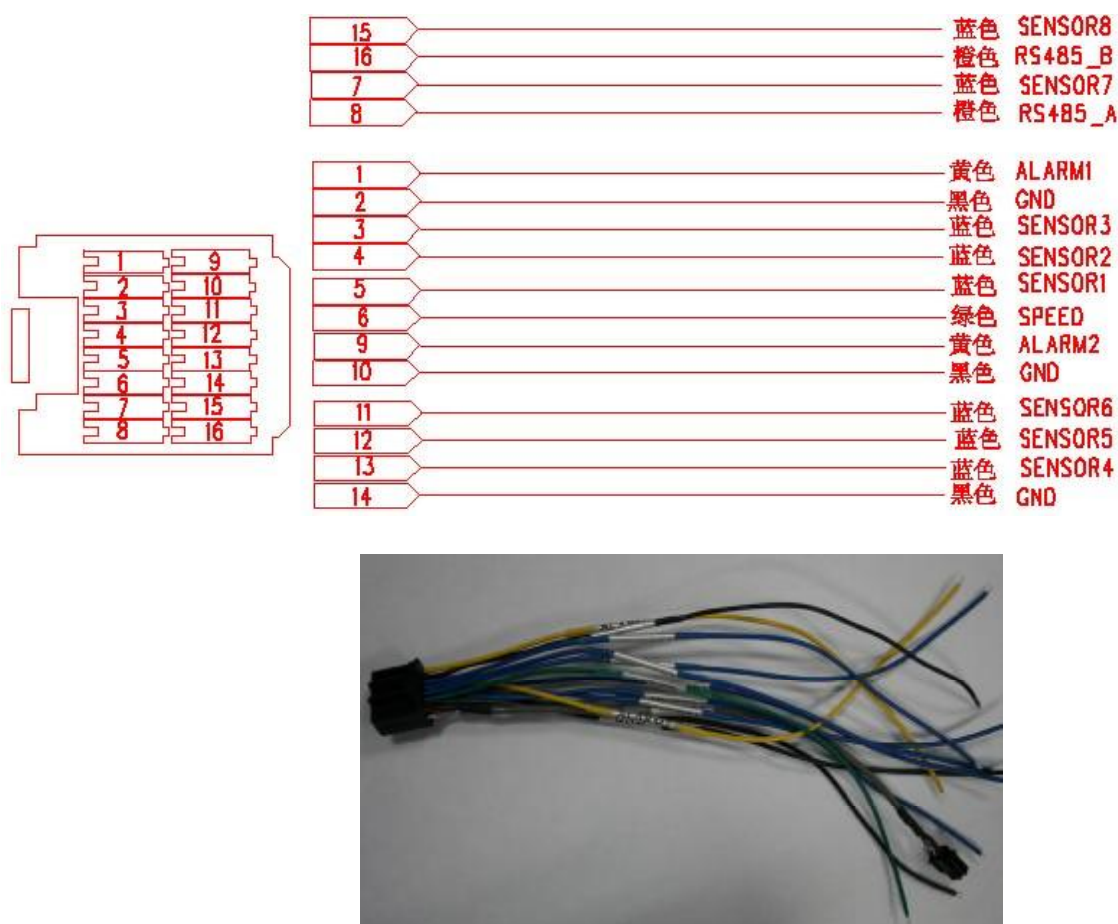 15 蓝色 SENSOR8
16 橙色 RS485_B
7 蓝色 SENSOR7
8 橙色 RS485_A
1 黄色 ALARM1
2 黑色 GND
3 蓝色 SENSOR3
4 蓝色 SENSOR2
5 蓝色 SENSOR1
6 绿色 SPEED
9 黄色 ALARM2
10 黑色 GND
11 蓝色 SENSOR6
12 蓝色 SENSOR5
13 蓝色 SENSOR4
14 黑色 GND
1 9
2 10
3 11
4 12
5 13
6 14
7 15
8 16